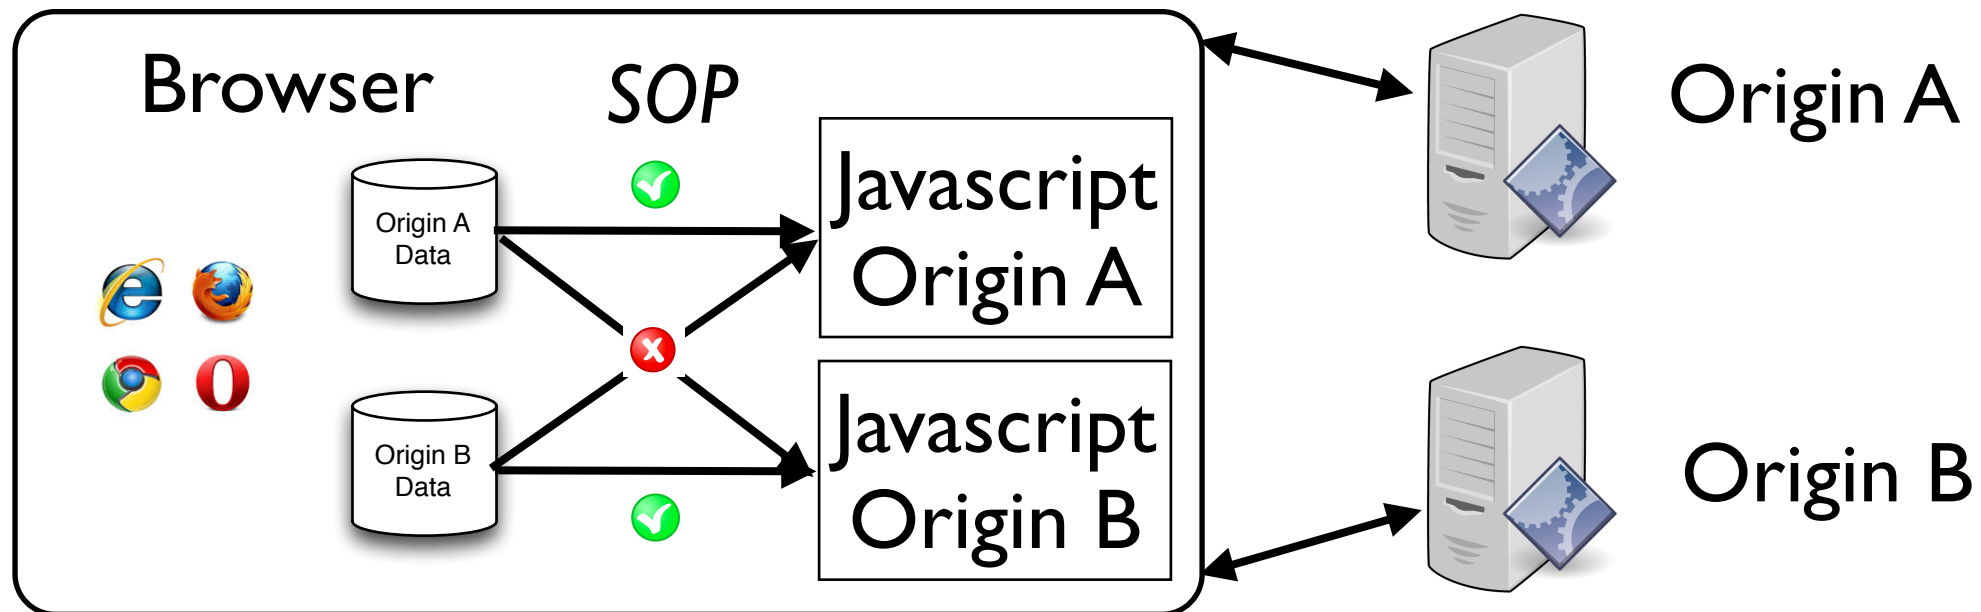 Browser
SOP
Origin A
Data
Javascript
Origin A
Origin B
Data
Javascript
Origin B
Origin A
Origin B